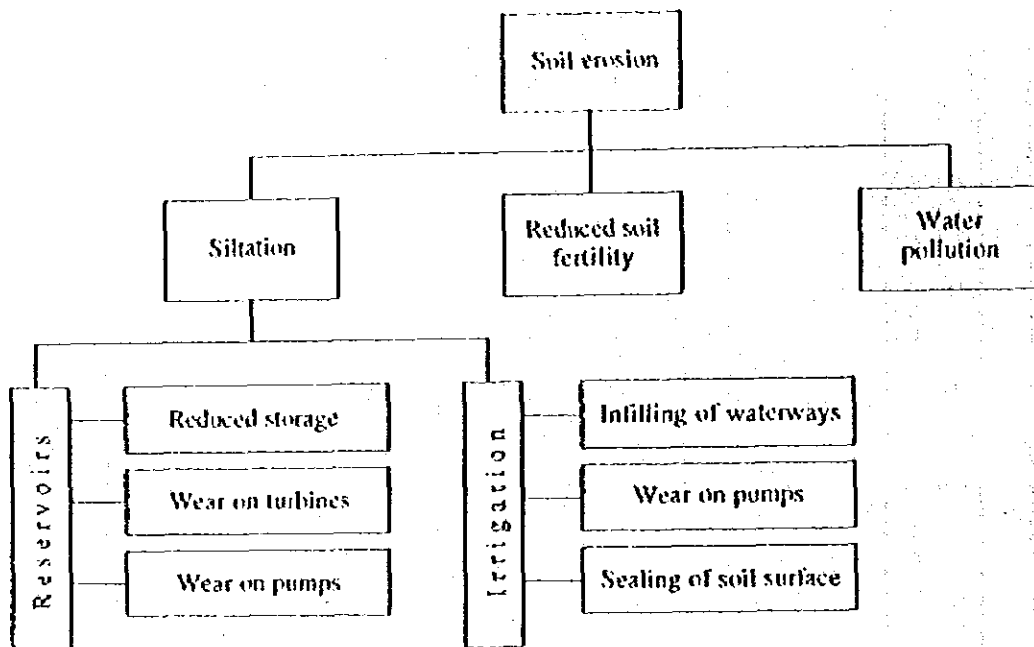 Soil erosion
Siltation
Reduced soil
fertility
Water
pollution
Reservoirs
Reduced storage
Wear on turbines
Wear on pumps
Irrigation
Infilling of waterways
Wear on pumps
Sealing of soil surface